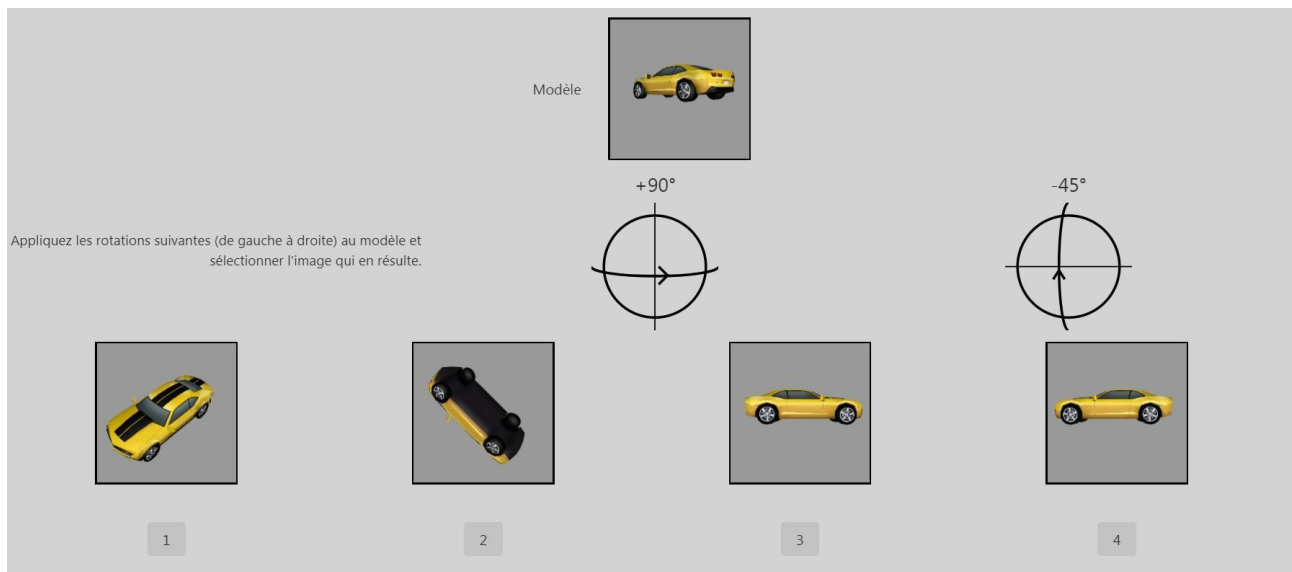 Modèle
+90°
-45°
Appliquez les rotations suivantes (de gauche à droite) au modèle et
sélectionner l'image qui en résulte.
1
2
3
4